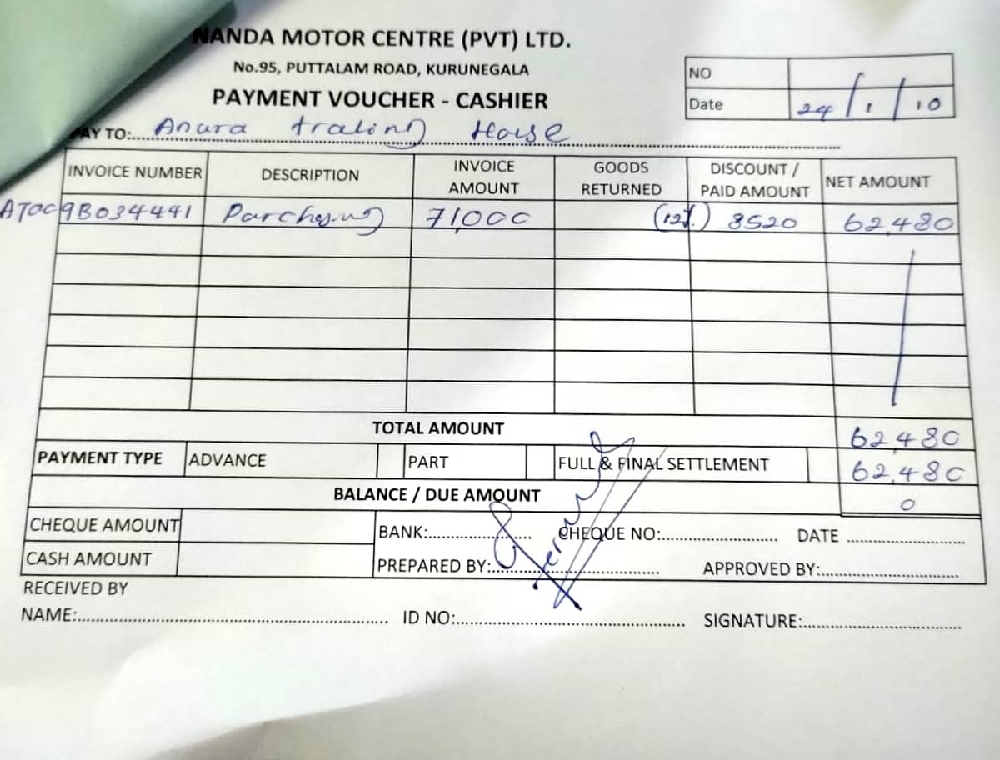 NANDA MOTOR CENTRE (PVT) LTD.
No.95, PUTTALAM ROAD, KURUNEGALA
PAYMENT VOUCHER - CASHIER
NO
Date 24/1/10
PAY TO: Anura trading House
INVOICE NUMBER DESCRIPTION INVOICE AMOUNT GOODS RETURNED DISCOUNT / PAID AMOUNT NET AMOUNT
AT009B034441 Purchasing 71,000 (12%) 8520 62,480
TOTAL AMOUNT 62,480
PAYMENT TYPE ADVANCE PART FULL & FINAL SETTLEMENT 62,480
BALANCE / DUE AMOUNT 0
CHEQUE AMOUNT BANK: CHEQUE NO: DATE
CASH AMOUNT PREPARED BY: APPROVED BY:
RECEIVED BY
NAME: ID NO: SIGNATURE: